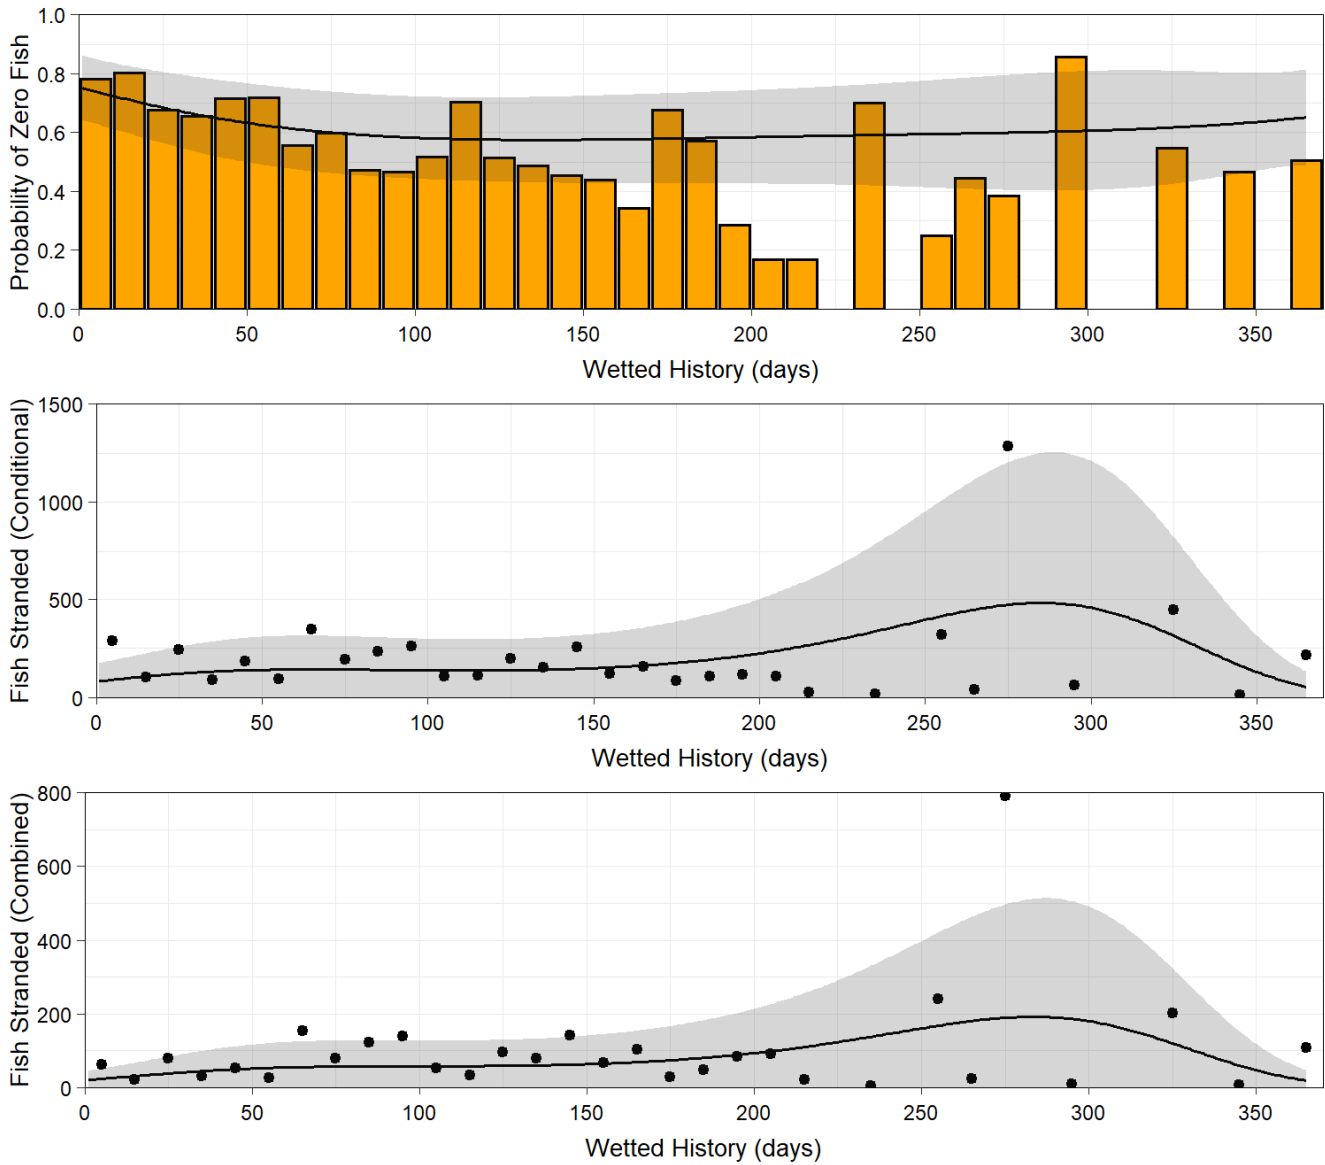 Probability of Zero Fish
1.0
0.8
0.6
0.4
0.2
0.0
0 50 100 150 200 250 300 350
Wetted History (days)
Fish Stranded (Conditional)
1500
1000
500
0
0 50 100 150 200 250 300 350
Wetted History (days)
Fish Stranded (Combined)
800
600
400
200
0
0 50 100 150 200 250 300 350
Wetted History (days)